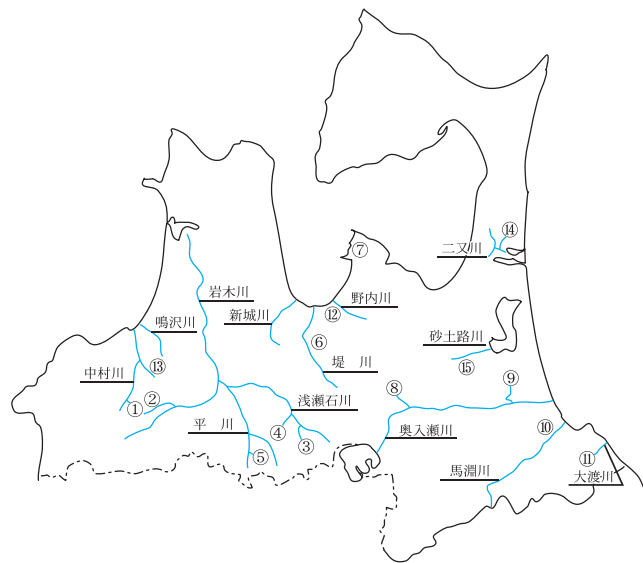 ⑭
二又川
⑦
岩木川
新城川
⑫
野内川
鳴沢川
砂土路川
⑥
⑬
堤 川
⑮
中村川
⑧
⑨
②
①
浅瀬石川
平 川
④
③
奥入瀬川
⑩
⑤
馬淵川
⑪
大渡川